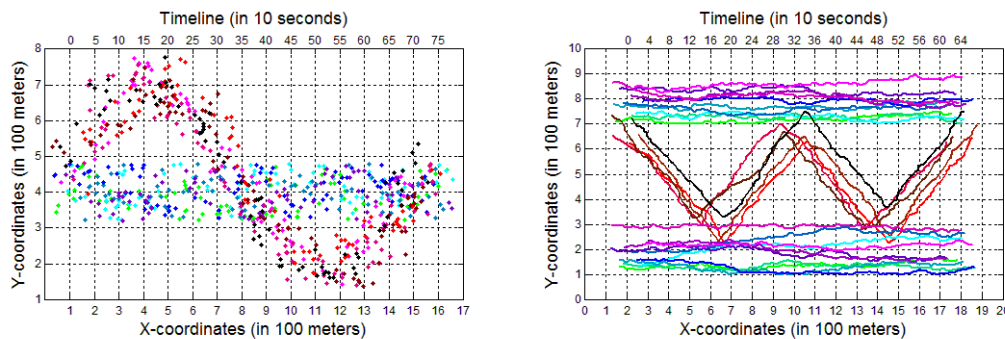 Timeline (in 10 seconds)
0 5 10 15 20 25 30 35 40 45 50 55 60 65 70 75
8
7
6
5
4
3
2
1
Y-coordinates (in 100 meters)
1 2 3 4 5 6 7 8 9 10 11 12 13 14 15 16 17
X-coordinates (in 100 meters)
Timeline (in 10 seconds)
0 4 8 12 16 20 24 28 32 36 40 44 48 52 56 60 64
10
9
8
7
6
5
4
3
2
1
0
Y-coordinates (in 100 meters)
0 1 2 3 4 5 6 7 8 9 10 11 12 13 14 15 16 17 18 19 20
X-coordinates (in 100 meters)